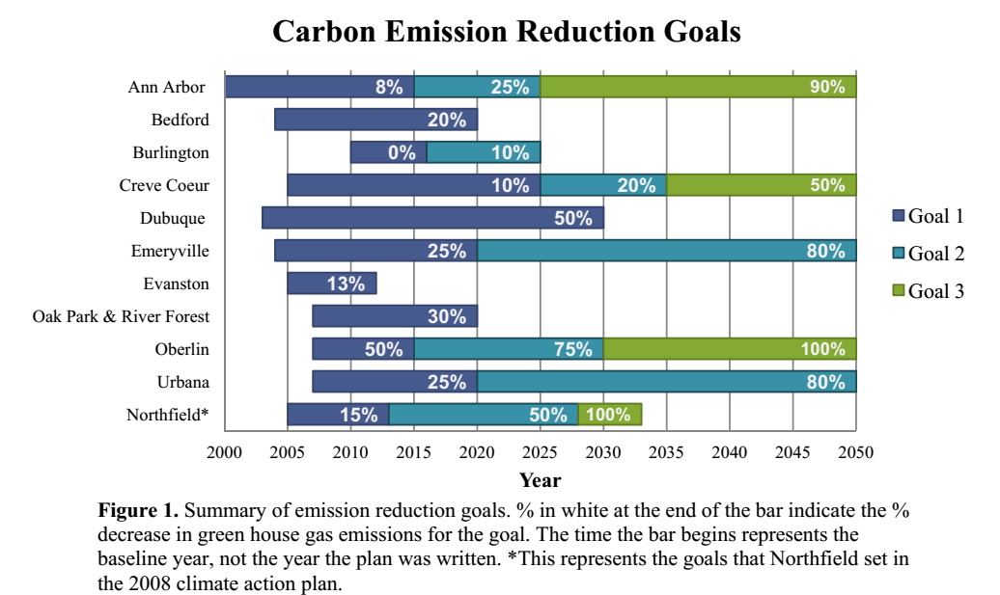 Carbon Emission Reduction Goals
Ann Arbor 8% 25% 90%
Bedford 20%
Burlington 0% 10%
Creve Coeur 10% 20% 50%
Dubuque 50%
Emeryville 25% 80%
Evanston 13%
Oak Park & River Forest 30%
Oberlin 50% 75% 100%
Urbana 25% 80%
Northfield* 15% 50% 100%
Goal 1
Goal 2
Goal 3
2000 2005 2010 2015 2020 2025 2030 2035 2040 2045 2050
Year
Figure 1. Summary of emission reduction goals. % in white at the end of the bar indicate the %
decrease in green house gas emissions for the goal. The time the bar begins represents the
baseline year, not the year the plan was written. *This represents the goals that Northfield set in
the 2008 climate action plan.